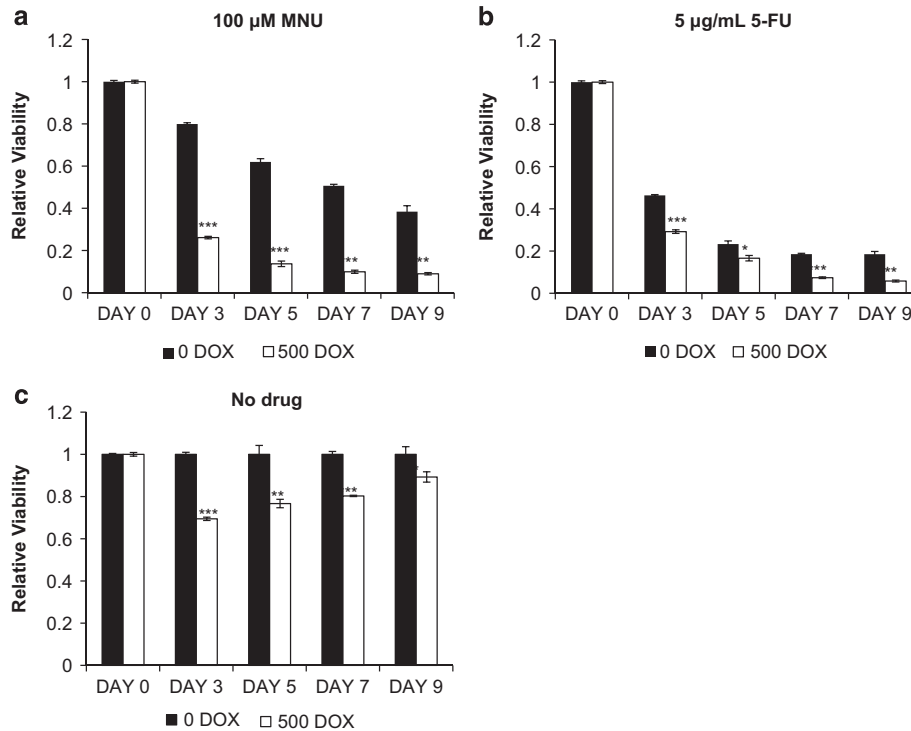 a
100 µM MNU
Relative Viability
1.2
1
0.8
0.6
0.4
0.2
0
***
***
**
**
DAY 0 DAY 3 DAY 5 DAY 7 DAY 9
0 DOX 500 DOX
b
5 µg/mL 5-FU
Relative Viability
1.2
1
0.8
0.6
0.4
0.2
0
***
*
***
**
DAY 0 DAY 3 DAY 5 DAY 7 DAY 9
0 DOX 500 DOX
c
No drug
Relative Viability
1.2
1
0.8
0.6
0.4
0.2
0
***
**
**
*
DAY 0 DAY 3 DAY 5 DAY 7 DAY 9
0 DOX 500 DOX